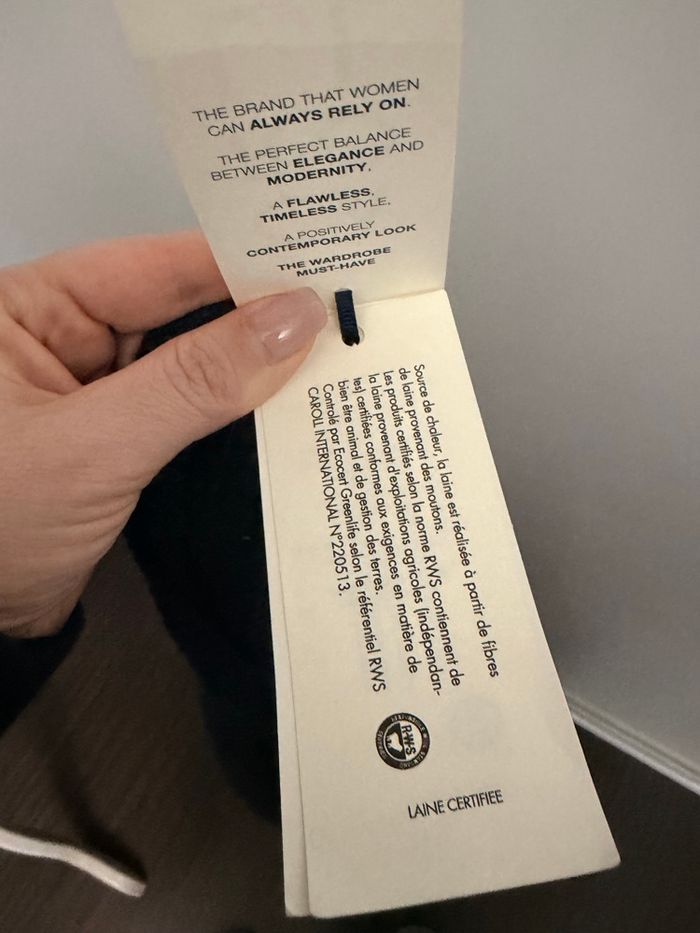 THE BRAND THAT WOMEN
CAN ALWAYS RELY ON.
THE PERFECT BALANCE
BETWEEN ELEGANCE AND
MODERNITY,
A FLAWLESS,
TIMELESS STYLE,
A POSITIVELY
CONTEMPORARY LOOK
THE WARDROBE
MUST-HAVE
Source de chaleur, la laine est réalisée à partir de fibres
de laine provenant des moutons.
Les produits certifiés selon la norme RWS contiennent de
la laine provenant d'exploitations agricoles (indépendan-
tes) certifiées conformes aux exigences en matière de
bien être animal et de gestion des terres.
Controlé par Ecocert Greenlife selon le référentiel RWS
CAROLL INTERNATIONAL N°220513.
R·W·S
LAINE CERTIFIEE